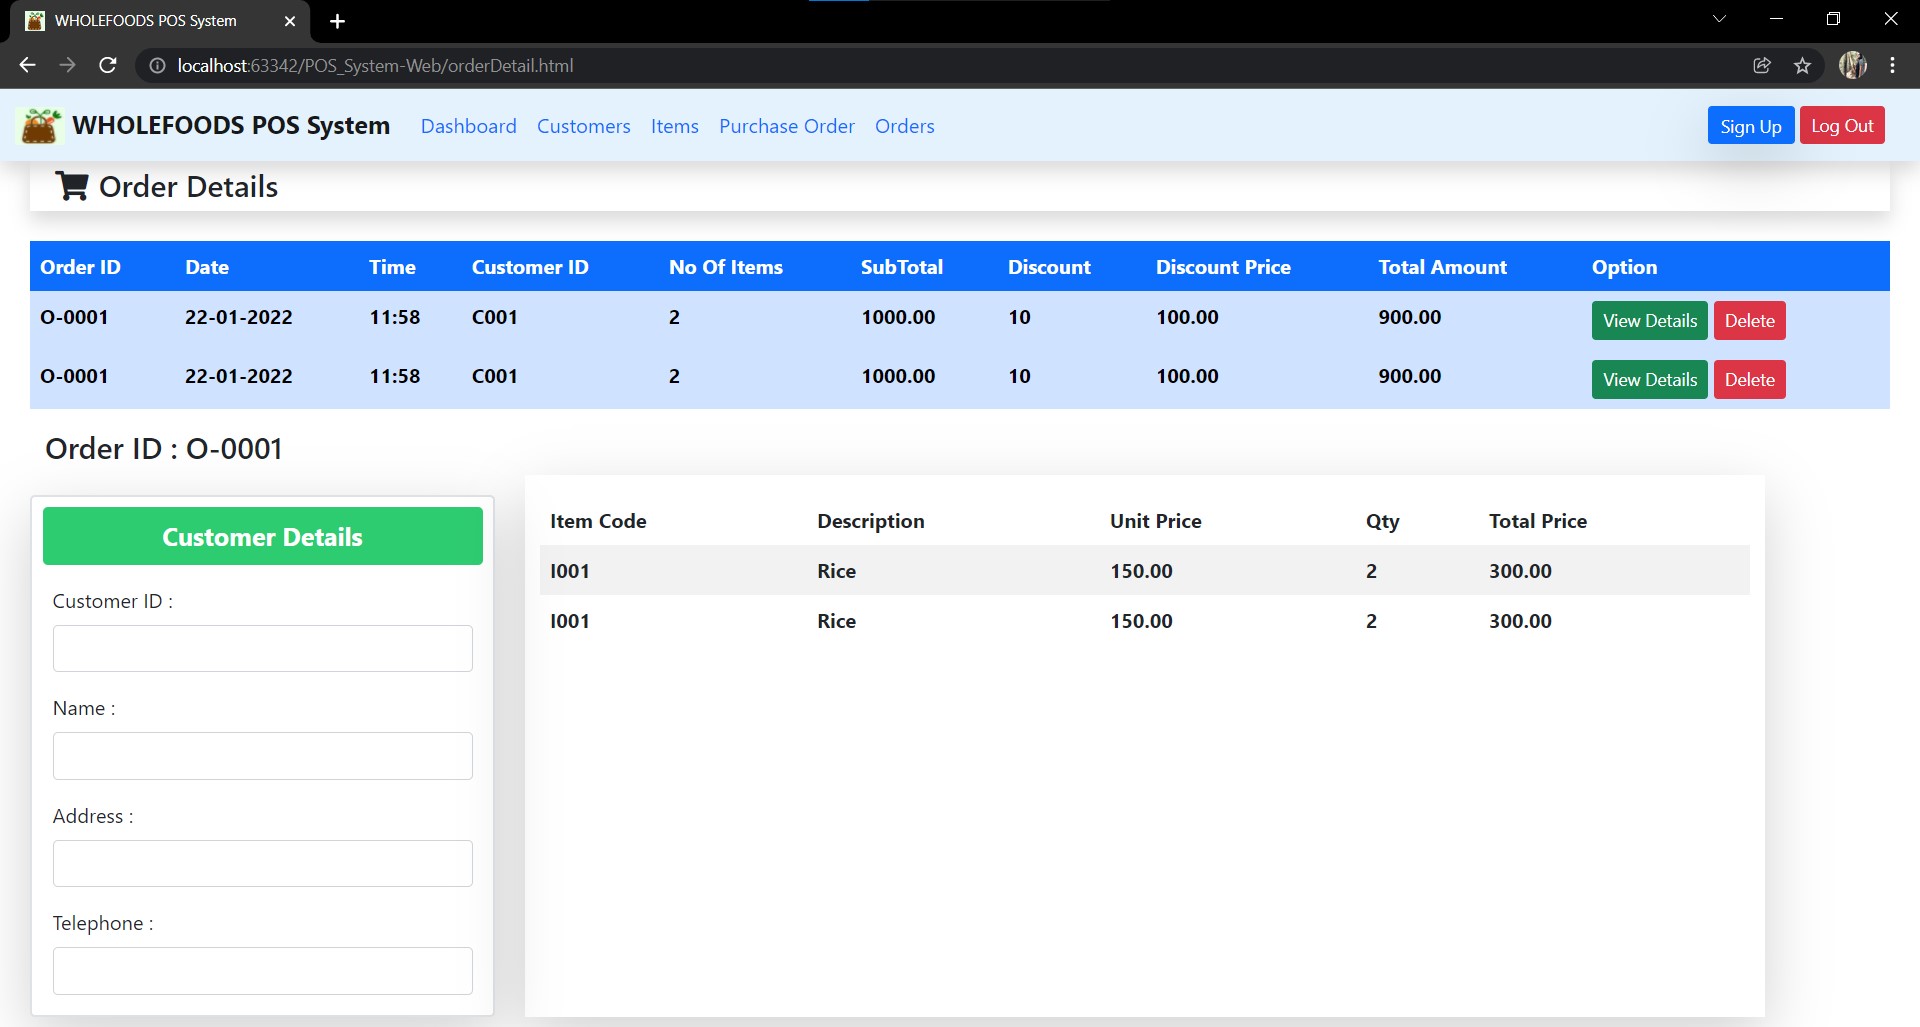 WHOLEFOODS POS System
localhost:63342/POS_System-Web/orderDetail.html
WHOLEFOODS POS System Dashboard Customers Items Purchase Order Orders Sign Up Log Out
Order Details
Order ID Date Time Customer ID No Of Items SubTotal Discount Discount Price Total Amount Option
O-0001 22-01-2022 11:58 C001 2 1000.00 10 100.00 900.00 View Details Delete
O-0001 22-01-2022 11:58 C001 2 1000.00 10 100.00 900.00 View Details Delete
Order ID : O-0001
Customer Details
Customer ID :
Name :
Address :
Telephone :
Item Code Description Unit Price Qty Total Price
I001 Rice 150.00 2 300.00
I001 Rice 150.00 2 300.00